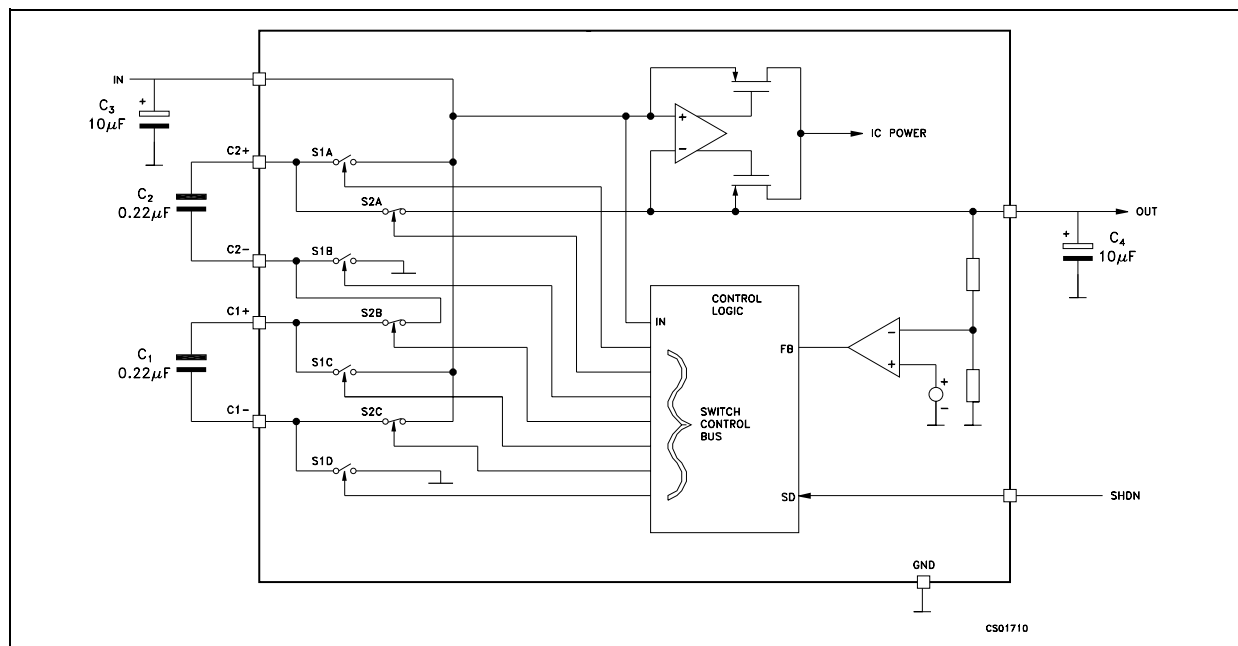 IN
C3
+
10µF
C2+
S1A
C2
0.22µF
S2A
C2-
S1B
C1+
S2B
C1
0.22µF
S1C
C1-
S2C
S1D
+
-
IC POWER
OUT
+
C4
10µF
CONTROL
LOGIC
IN
FB
-
+
+
-
SWITCH
CONTROL
BUS
SD
SHDN
GND
CS01710